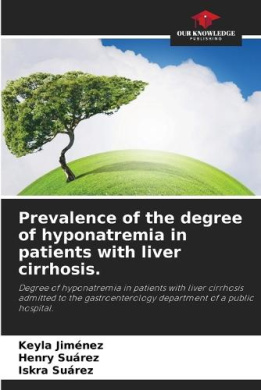 OUR KNOWLEDGE
PUBLISHING
Prevalence of the degree
of hyponatremia in
patients with liver
cirrhosis.
Degree of hyponatremia in patients with liver cirrhosis
admitted to the gastroenterology department of a public
hospital.
Keyla Jiménez
Henry Suárez
Iskra Suárez